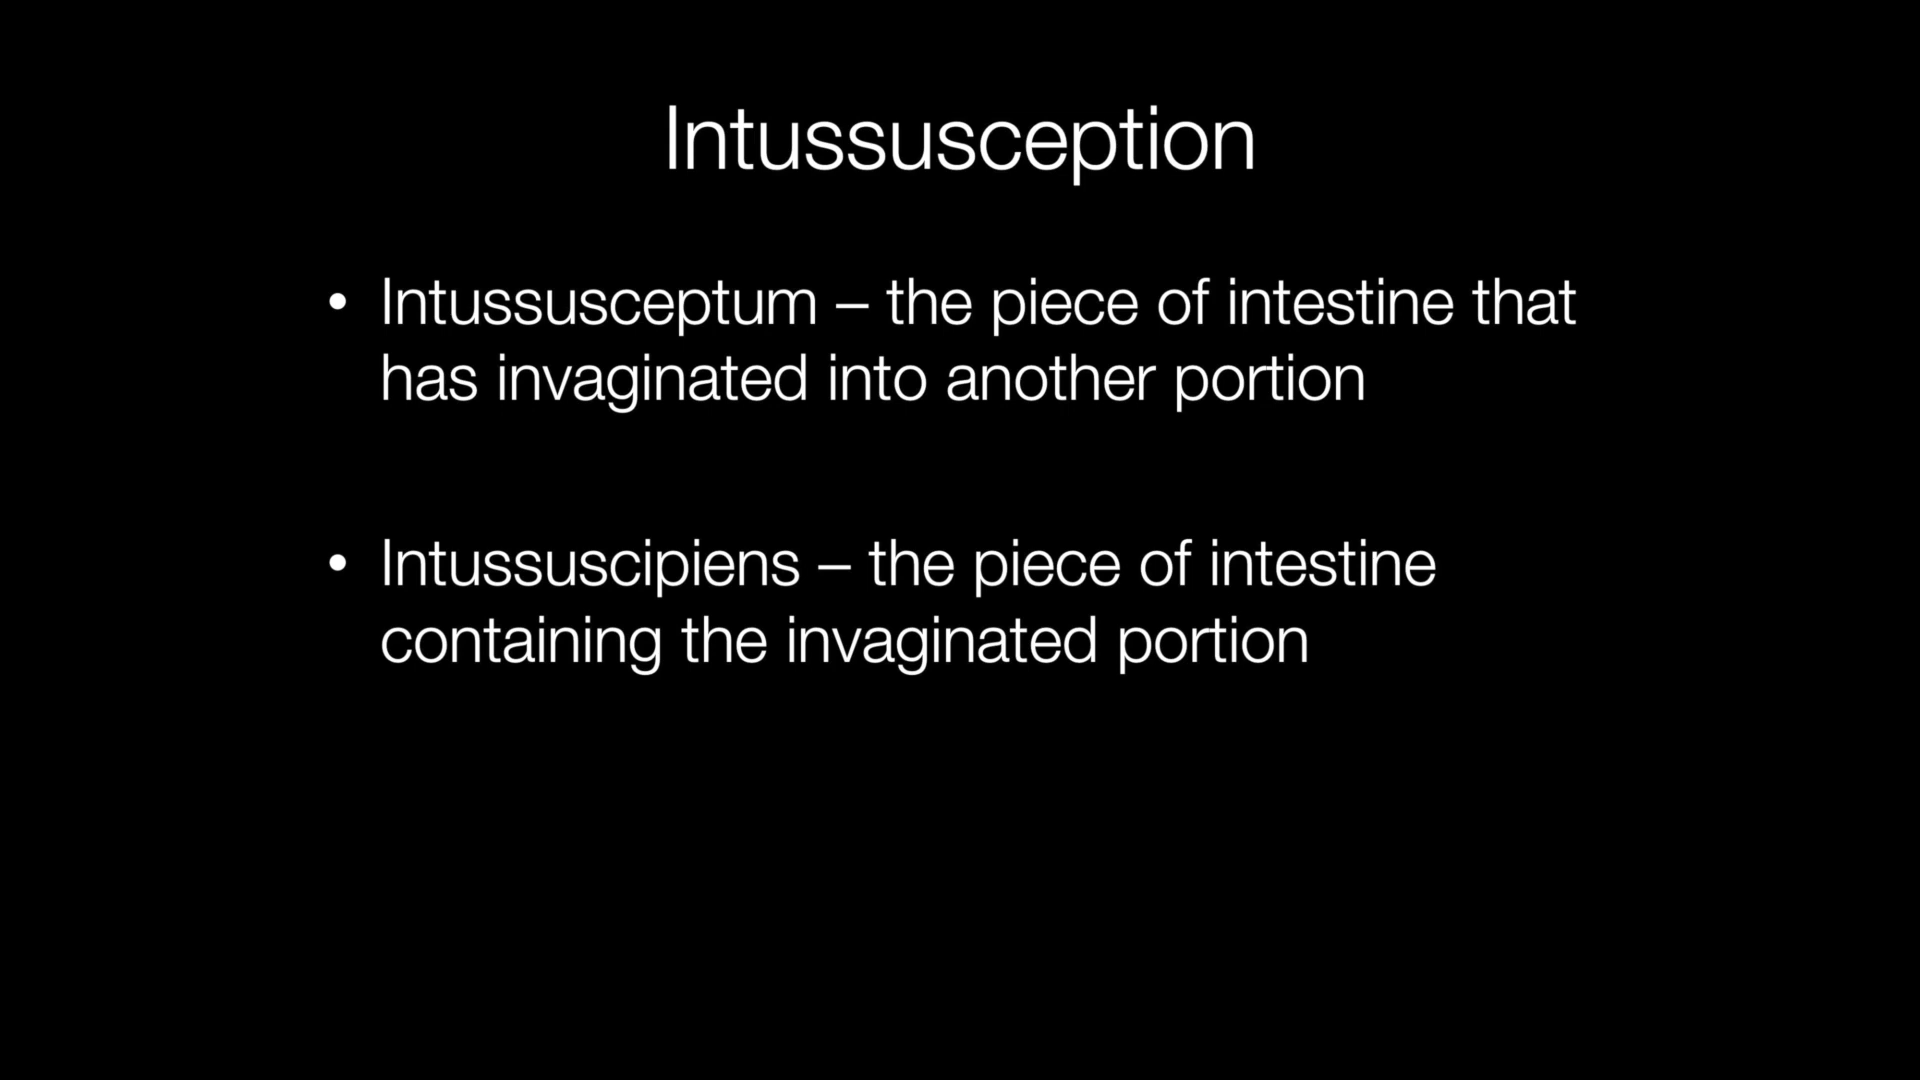 Intussusception
• Intussusceptum – the piece of intestine that
has invaginated into another portion
• Intussuscipiens – the piece of intestine
containing the invaginated portion